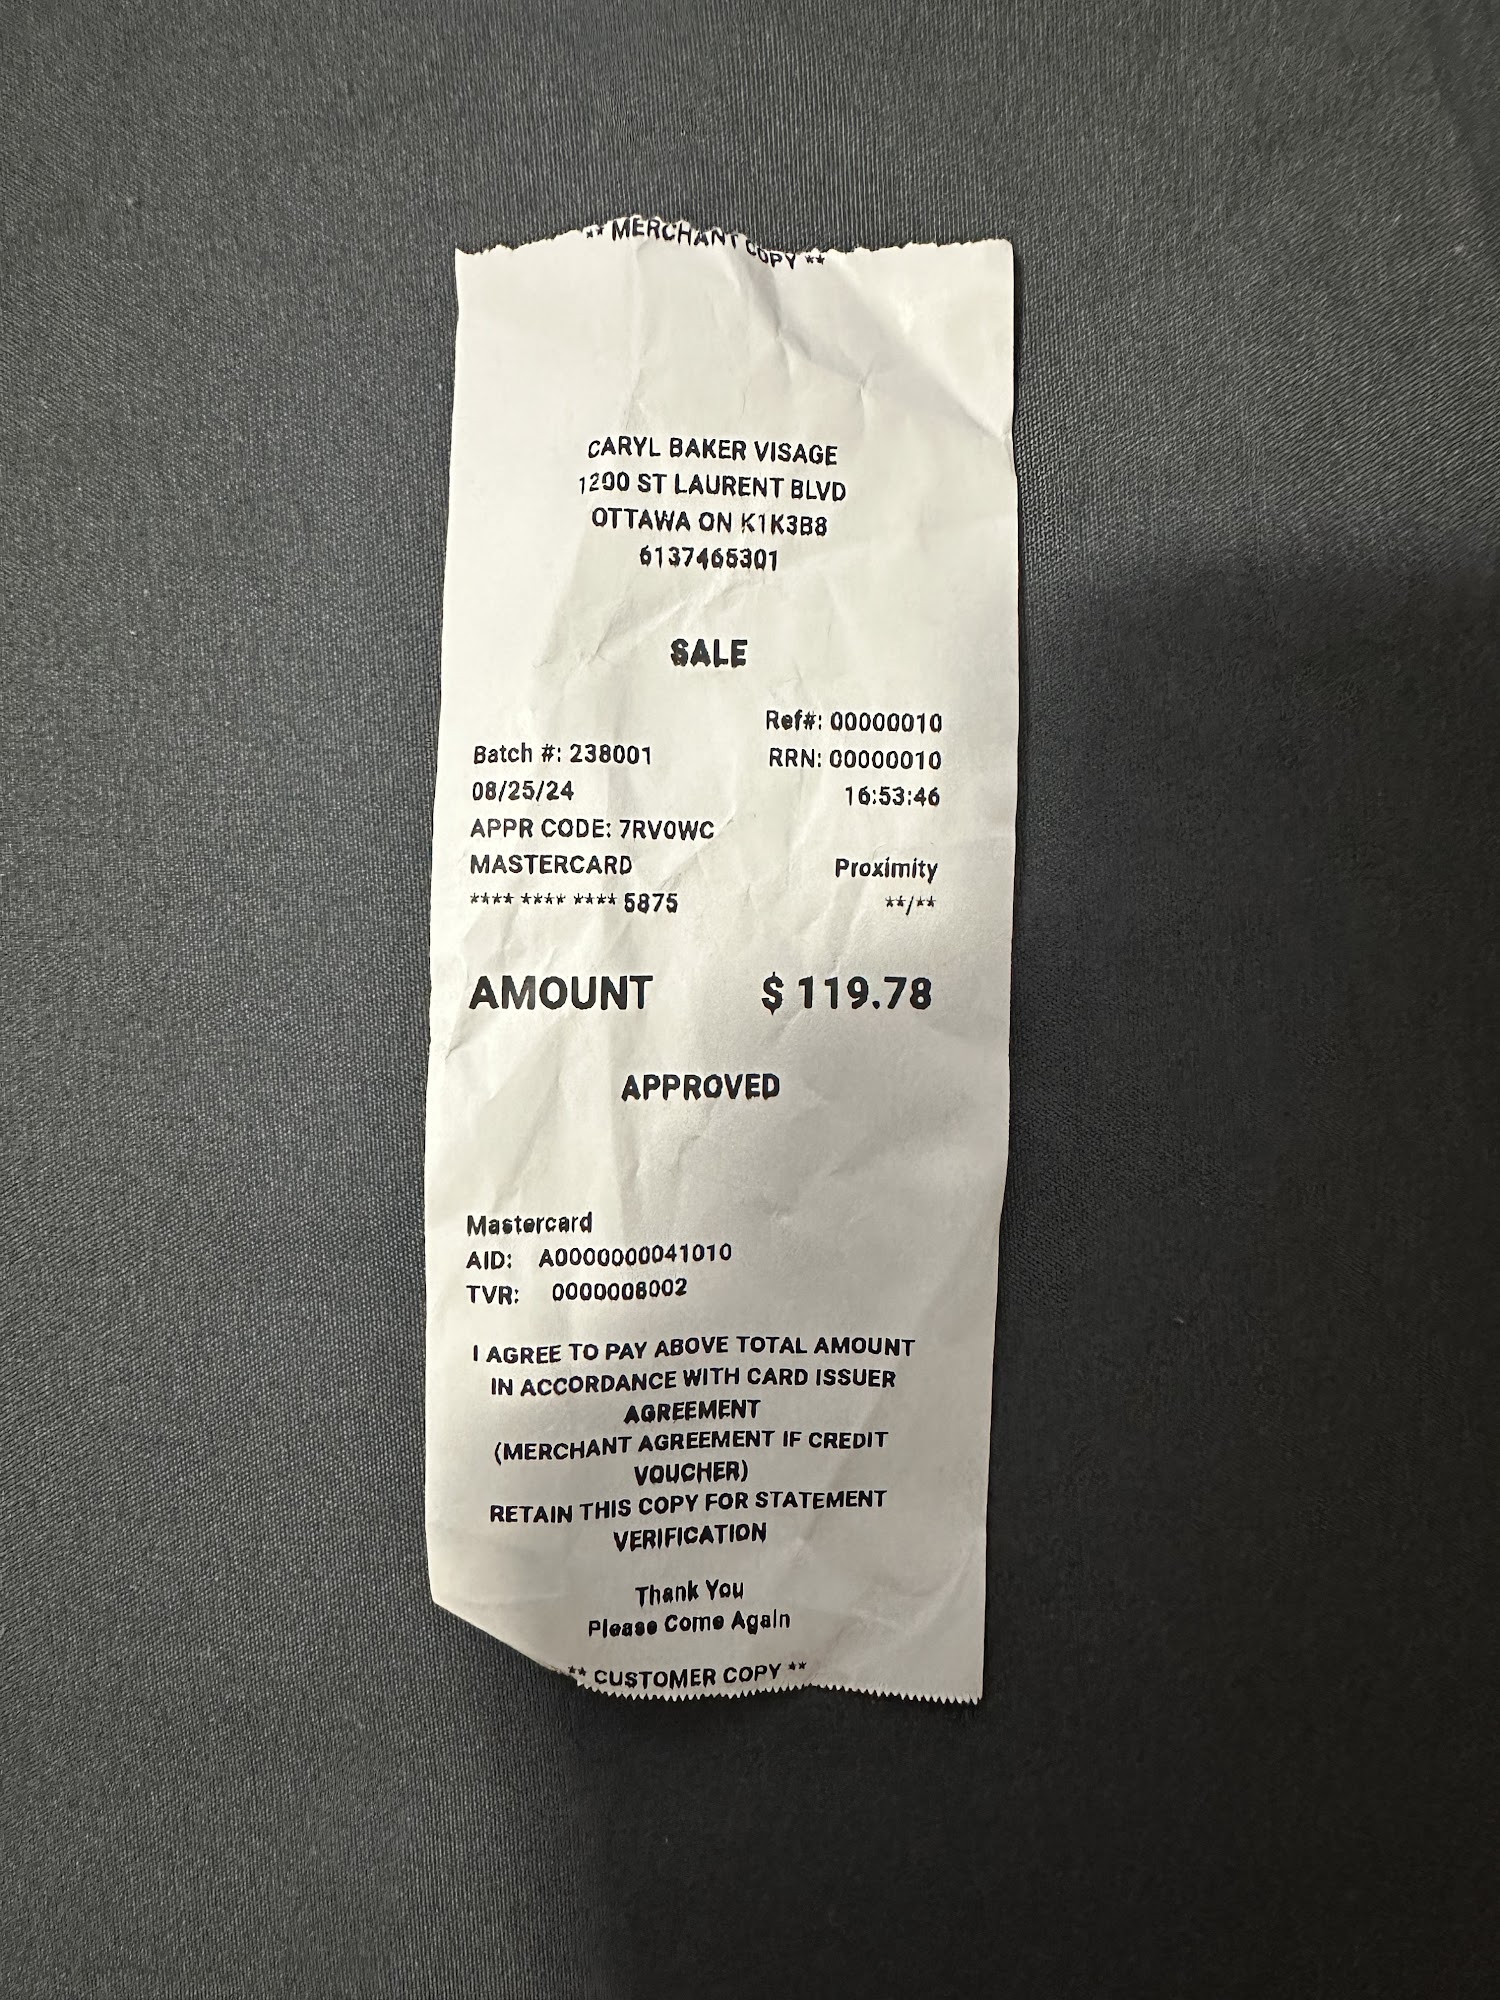 ** MERCHANT COPY **
CARYL BAKER VISAGE
1200 ST LAURENT BLVD
OTTAWA ON K1K3B8
6137465301
SALE
Ref#: 00000010
Batch #: 238001 RRN: 00000010
08/25/24 16:53:46
APPR CODE: 7RV0WC
MASTERCARD Proximity
**** **** **** 5875 **/**
AMOUNT $ 119.78
APPROVED
Mastercard
AID: A0000000041010
TVR: 0000008002
I AGREE TO PAY ABOVE TOTAL AMOUNT
IN ACCORDANCE WITH CARD ISSUER
AGREEMENT
(MERCHANT AGREEMENT IF CREDIT
VOUCHER)
RETAIN THIS COPY FOR STATEMENT
VERIFICATION
Thank You
Please Come Again
** CUSTOMER COPY **